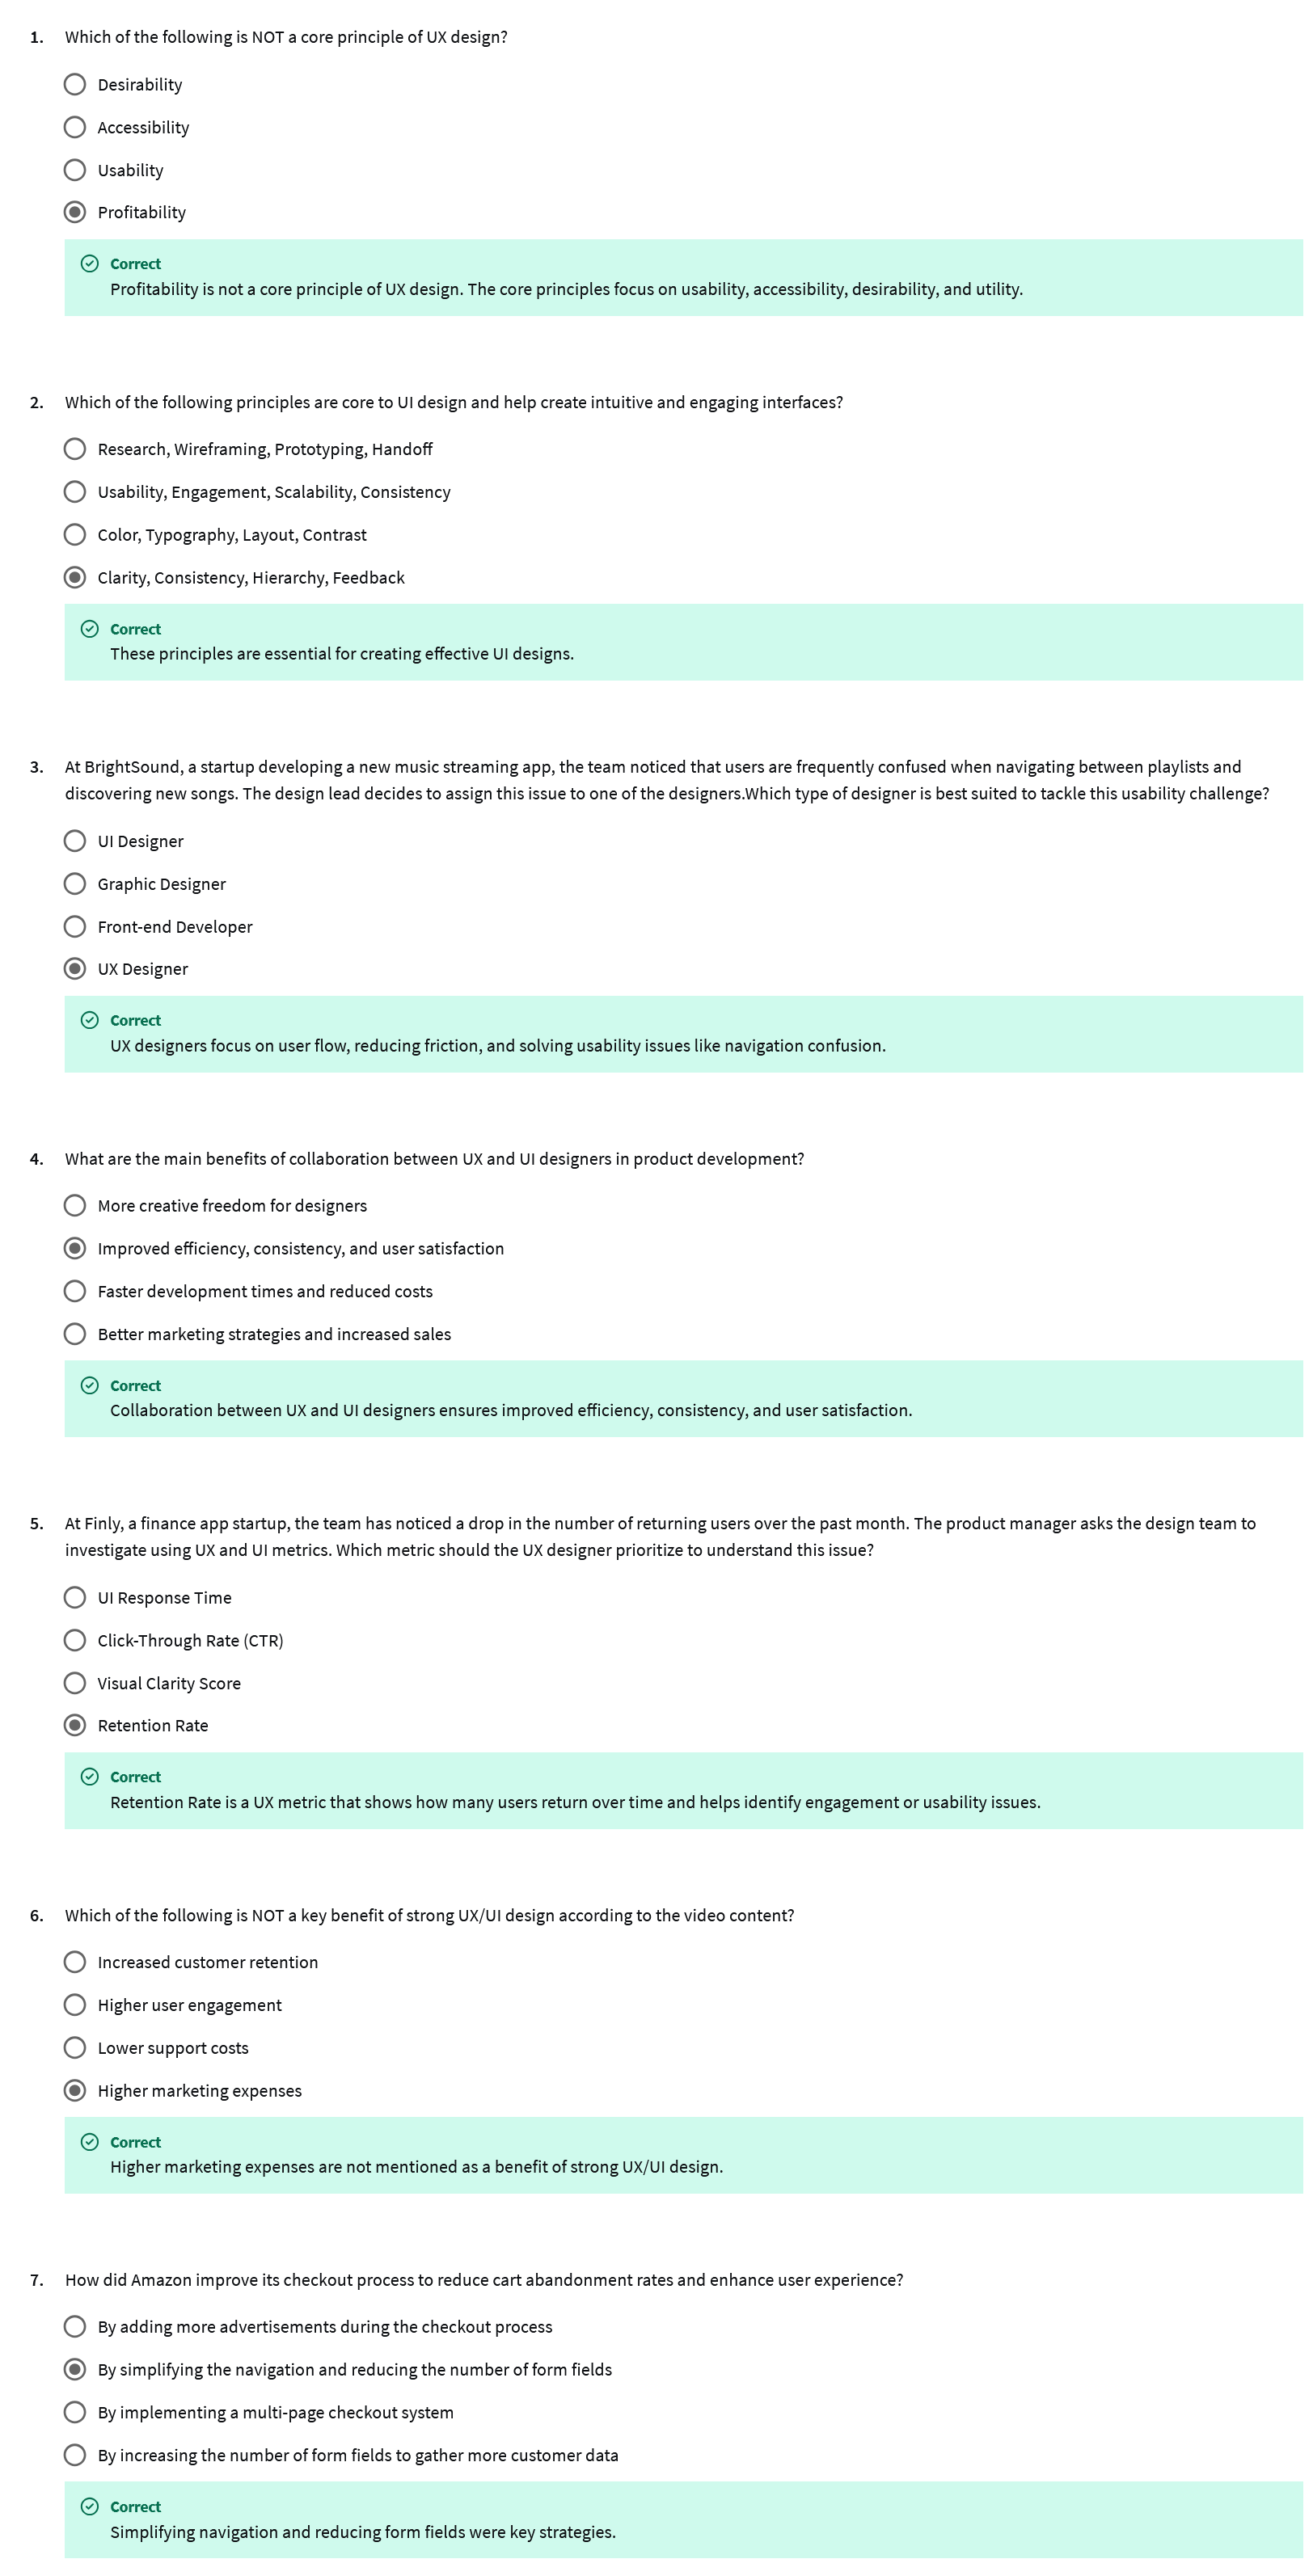 1. Which of the following is NOT a core principle of UX design?
Desirability
Accessibility
Usability
Profitability
Correct
Profitability is not a core principle of UX design. The core principles focus on usability, accessibility, desirability, and utility.
2. Which of the following principles are core to UI design and help create intuitive and engaging interfaces?
Research, Wireframing, Prototyping, Handoff
Usability, Engagement, Scalability, Consistency
Color, Typography, Layout, Contrast
Clarity, Consistency, Hierarchy, Feedback
Correct
These principles are essential for creating effective UI designs.
3. At BrightSound, a startup developing a new music streaming app, the team noticed that users are frequently confused when navigating between playlists and
discovering new songs. The design lead decides to assign this issue to one of the designers.Which type of designer is best suited to tackle this usability challenge?
UI Designer
Graphic Designer
Front-end Developer
UX Designer
Correct
UX designers focus on user flow, reducing friction, and solving usability issues like navigation confusion.
4. What are the main benefits of collaboration between UX and UI designers in product development?
More creative freedom for designers
Improved efficiency, consistency, and user satisfaction
Faster development times and reduced costs
Better marketing strategies and increased sales
Correct
Collaboration between UX and UI designers ensures improved efficiency, consistency, and user satisfaction.
5. At Finly, a finance app startup, the team has noticed a drop in the number of returning users over the past month. The product manager asks the design team to
investigate using UX and UI metrics. Which metric should the UX designer prioritize to understand this issue?
UI Response Time
Click-Through Rate (CTR)
Visual Clarity Score
Retention Rate
Correct
Retention Rate is a UX metric that shows how many users return over time and helps identify engagement or usability issues.
6. Which of the following is NOT a key benefit of strong UX/UI design according to the video content?
Increased customer retention
Higher user engagement
Lower support costs
Higher marketing expenses
Correct
Higher marketing expenses are not mentioned as a benefit of strong UX/UI design.
7. How did Amazon improve its checkout process to reduce cart abandonment rates and enhance user experience?
By adding more advertisements during the checkout process
By simplifying the navigation and reducing the number of form fields
By implementing a multi-page checkout system
By increasing the number of form fields to gather more customer data
Correct
Simplifying navigation and reducing form fields were key strategies.